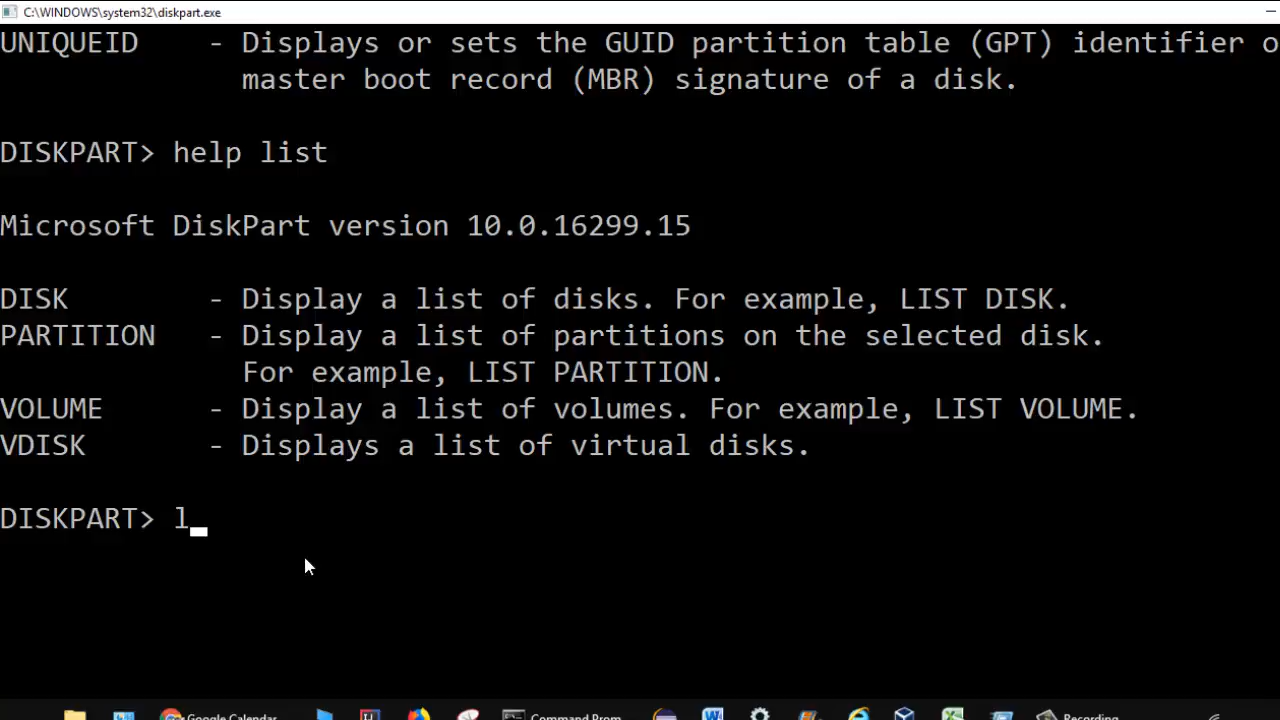 C:\WINDOWS\system32\diskpart.exe
UNIQUEID - Displays or sets the GUID partition table (GPT) identifier o
master boot record (MBR) signature of a disk.
DISKPART> help list
Microsoft DiskPart version 10.0.16299.15
DISK - Display a list of disks. For example, LIST DISK.
PARTITION - Display a list of partitions on the selected disk.
For example, LIST PARTITION.
VOLUME - Display a list of volumes. For example, LIST VOLUME.
VDISK - Displays a list of virtual disks.
DISKPART> l_
Google Calendar
Command Prom
Recording